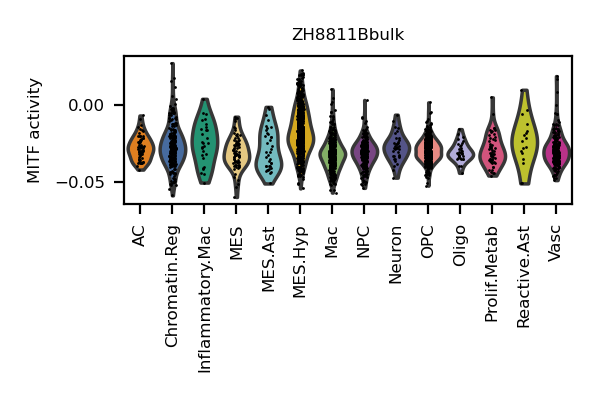 ZH8811Bbulk
MITF activity
0.00
−0.05
AC
Chromatin.Reg
Inflammatory.Mac
MES
MES.Ast
MES.Hyp
Mac
NPC
Neuron
OPC
Oligo
Prolif.Metab
Reactive.Ast
Vasc